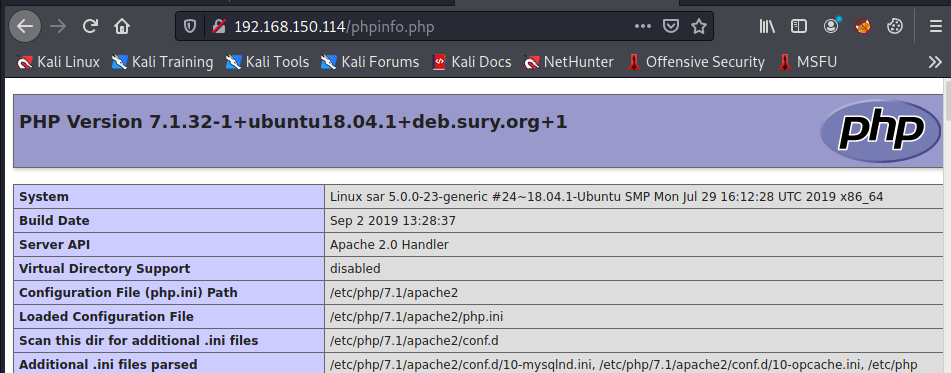 192.168.150.114/phpinfo.php
Kali Linux Kali Training Kali Tools Kali Forums Kali Docs NetHunter Offensive Security MSFU
PHP Version 7.1.32-1+ubuntu18.04.1+deb.sury.org+1
php
System Linux sar 5.0.0-23-generic #24~18.04.1-Ubuntu SMP Mon Jul 29 16:12:28 UTC 2019 x86_64
Build Date Sep 2 2019 13:28:37
Server API Apache 2.0 Handler
Virtual Directory Support disabled
Configuration File (php.ini) Path /etc/php/7.1/apache2
Loaded Configuration File /etc/php/7.1/apache2/php.ini
Scan this dir for additional .ini files /etc/php/7.1/apache2/conf.d
Additional .ini files parsed /etc/php/7.1/apache2/conf.d/10-mysqlnd.ini, /etc/php/7.1/apache2/conf.d/10-opcache.ini, /etc/php